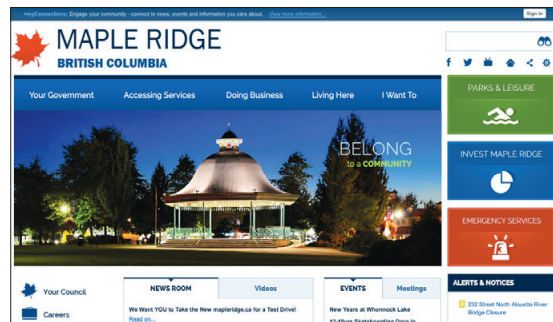 +myConnections: Engage your community - connect to news, events and information you care about. View more information...
Sign In
MAPLE RIDGE
BRITISH COLUMBIA
Your Government
Accessing Services
Doing Business
Living Here
I Want To
BELONG
to a COMMUNITY
PARKS & LEISURE
INVEST MAPLE RIDGE
EMERGENCY SERVICES
Your Council
Careers
NEWS ROOM
Videos
We Want YOU to Take the New mapleridge.ca for a Test Drive!
Read on...
EVENTS
Meetings
New Years at Whonnock Lake
Skateboarding Drop In
ALERTS & NOTICES
232 Street North Alouette River
Bridge Closure